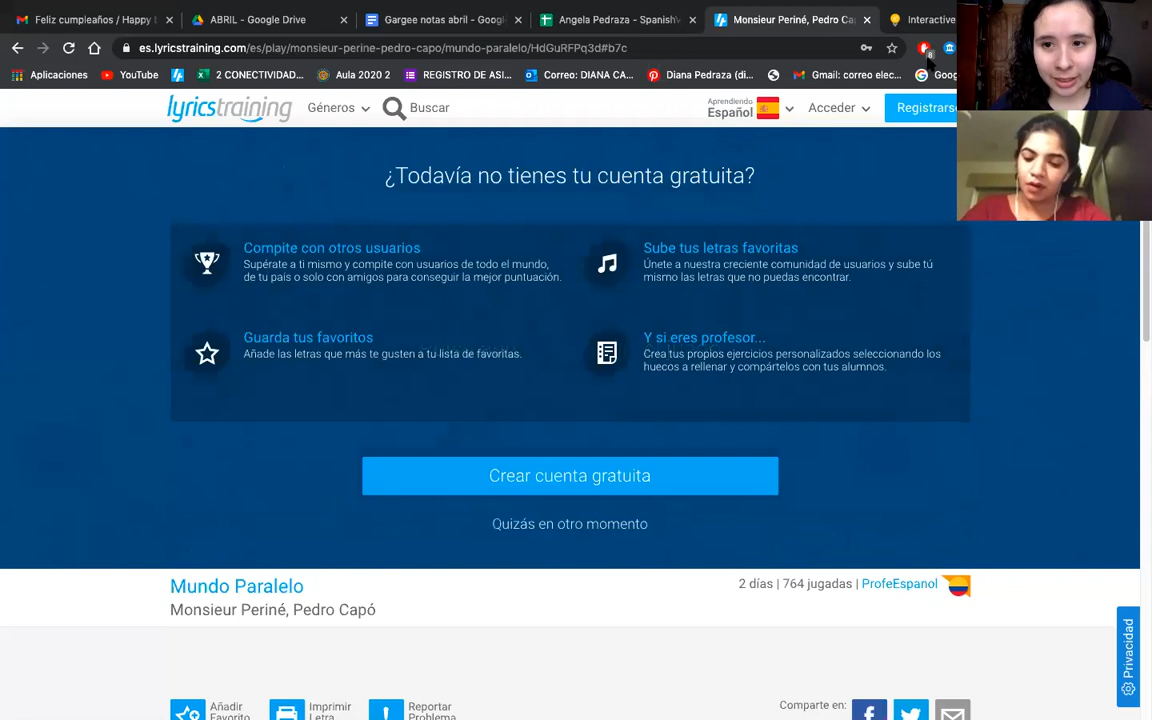 Feliz cumpleaños / Happy b
ABRIL - Google Drive
Gargee notas abril - Googl
Angela Pedraza - Spanish
Monsieur Periné, Pedro Ca
Interactive
es.lyricstraining.com/es/play/monsieur-perine-pedro-capo/mundo-paralelo/HdGuRFPq3d#b7c
8
Aplicaciones
YouTube
2 CONECTIVIDAD...
Aula 2020 2
REGISTRO DE ASI...
Correo: DIANA CA...
Diana Pedraza (di...
Gmail: correo elec...
Goog
lyricstraining
Géneros
Buscar
Aprendiendo
Español
Acceder
Registrarse
¿Todavía no tienes tu cuenta gratuita?
Compite con otros usuarios
Supérate a ti mismo y compite con usuarios de todo el mundo,
de tu país o solo con amigos para conseguir la mejor puntuación.
Sube tus letras favoritas
Únete a nuestra creciente comunidad de usuarios y sube tú
mismo las letras que no puedas encontrar.
Guarda tus favoritos
Añade las letras que más te gusten a tu lista de favoritas.
Y si eres profesor...
Crea tus propios ejercicios personalizados seleccionando los
huecos a rellenar y compártelos con tus alumnos.
Crear cuenta gratuita
Quizás en otro momento
Mundo Paralelo
Monsieur Periné, Pedro Capó
2 días | 764 jugadas | ProfeEspanol
Privacidad
Añadir
Favorito
Imprimir
Letra
Reportar
Problema
Comparte en: